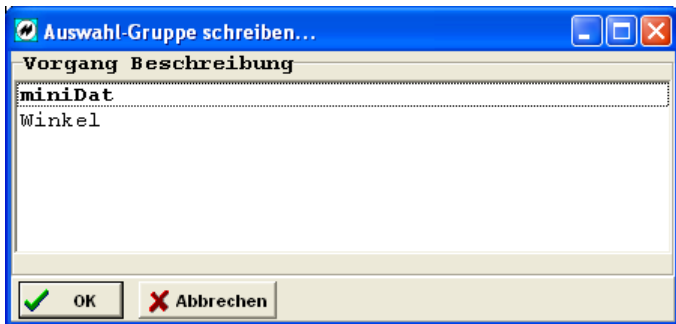 Auswahl-Gruppe schreiben...
Vorgang Beschreibung
miniDat
Winkel
OK
Abbrechen